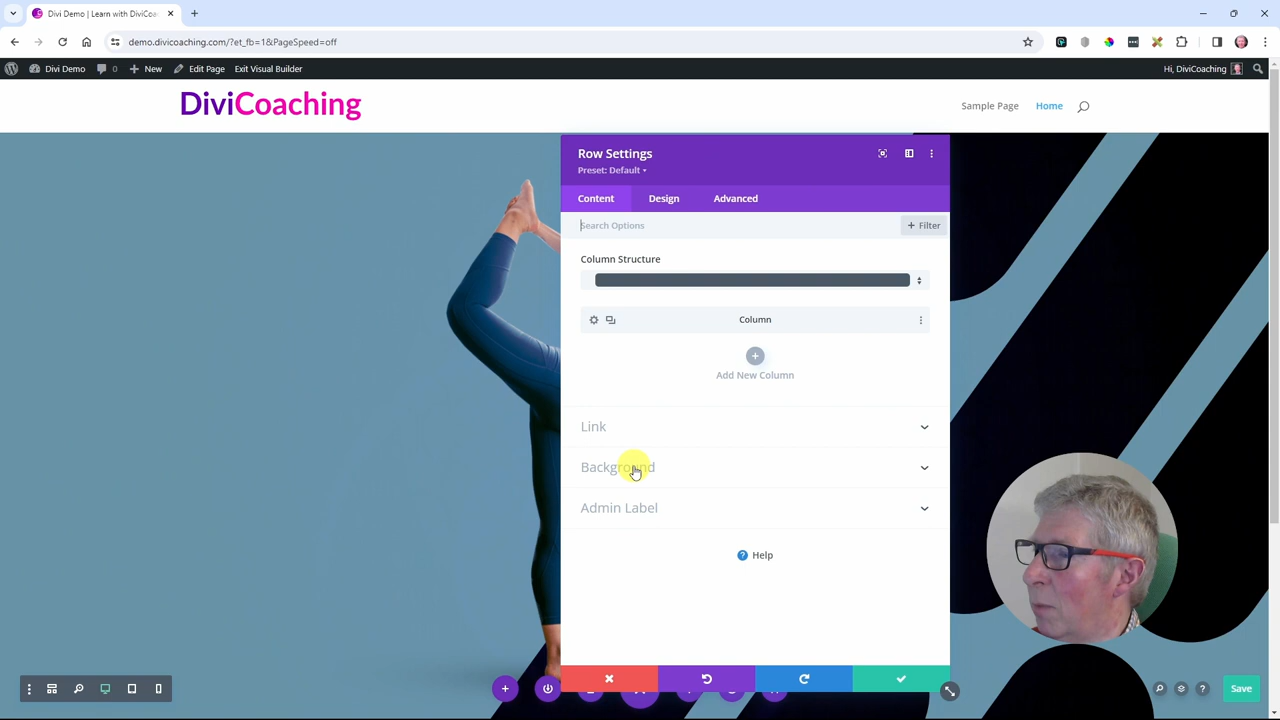 Divi Demo | Learn with DiviCoac
demo.divicoaching.com/?et_fb=1&PageSpeed=off
Divi Demo
0
New
Edit Page
Exit Visual Builder
Hi, DiviCoaching
DiviCoaching
Sample Page
Home
Row Settings
Preset: Default
Content
Design
Advanced
Search Options
+ Filter
Column Structure
Column
Add New Column
Link
Background
Admin Label
? Help
?
Save